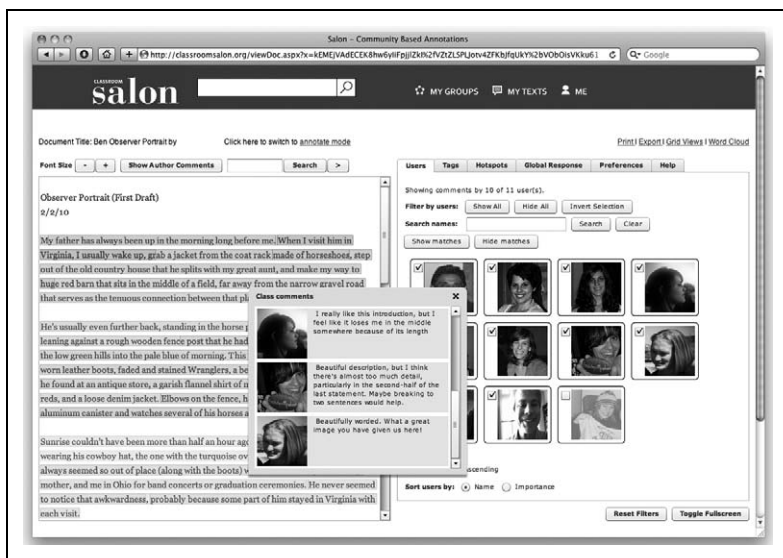 Salon – Community Based Annotations
Google
CLASSROOM
salon
MY GROUPS MY TEXTS ME
Document Title: Ben Observer Portrait by Click here to switch to annotate mode
Print | Export | Grid Views | Word Cloud
Font Size - + Show Author Comments Search >
Users Tags Hotspots Global Response Preferences Help
Observer Portrait (First Draft)
2/2/10
My father has always been up in the morning long before me. When I visit him in
Virginia, I usually wake up, grab a jacket from the coat rack made of horseshoes, step
out of the old country house that he splits with my great aunt, and make my way to
huge red barn that sits in the middle of a field, far away from the narrow gravel road
that serves as the tenuous connection between that
He's usually even further back, standing in the horse
leaning against a rough wooden fence post that he had
the low green hills into the pale blue of morning. This
worn leather boots, faded and stained Wranglers, a
he found at an antique store, a garish flannel shirt of
reds, and a loose denim jacket. Elbows on the fence,
aluminum canister and watches several of his horses
Sunrise couldn't have been more than half an hour
wearing his cowboy hat, the one with the turquoise
always seemed so out of place (along with the boots)
mother, and me in Ohio for band concerts or graduation ceremonies. He never seemed
to notice that awkwardness, probably because some part of him stayed in Virginia with
each visit.
Class comments X
I really like this introduction, but I
feel like it loses me in the middle
somewhere because of its length
Beautiful description, but I think
there's almost too much detail,
particularly in the second-half of the
last statement. Maybe breaking to
two sentences would help.
Beautifully worded. What a great
image you have given us here!
Showing comments by 10 of 11 user(s).
Filter by users: Show All Hide All Invert Selection
Search names: Search Clear
Show matches Hide matches
Sort users by: Name Importance
Reset Filters Toggle Fullscreen